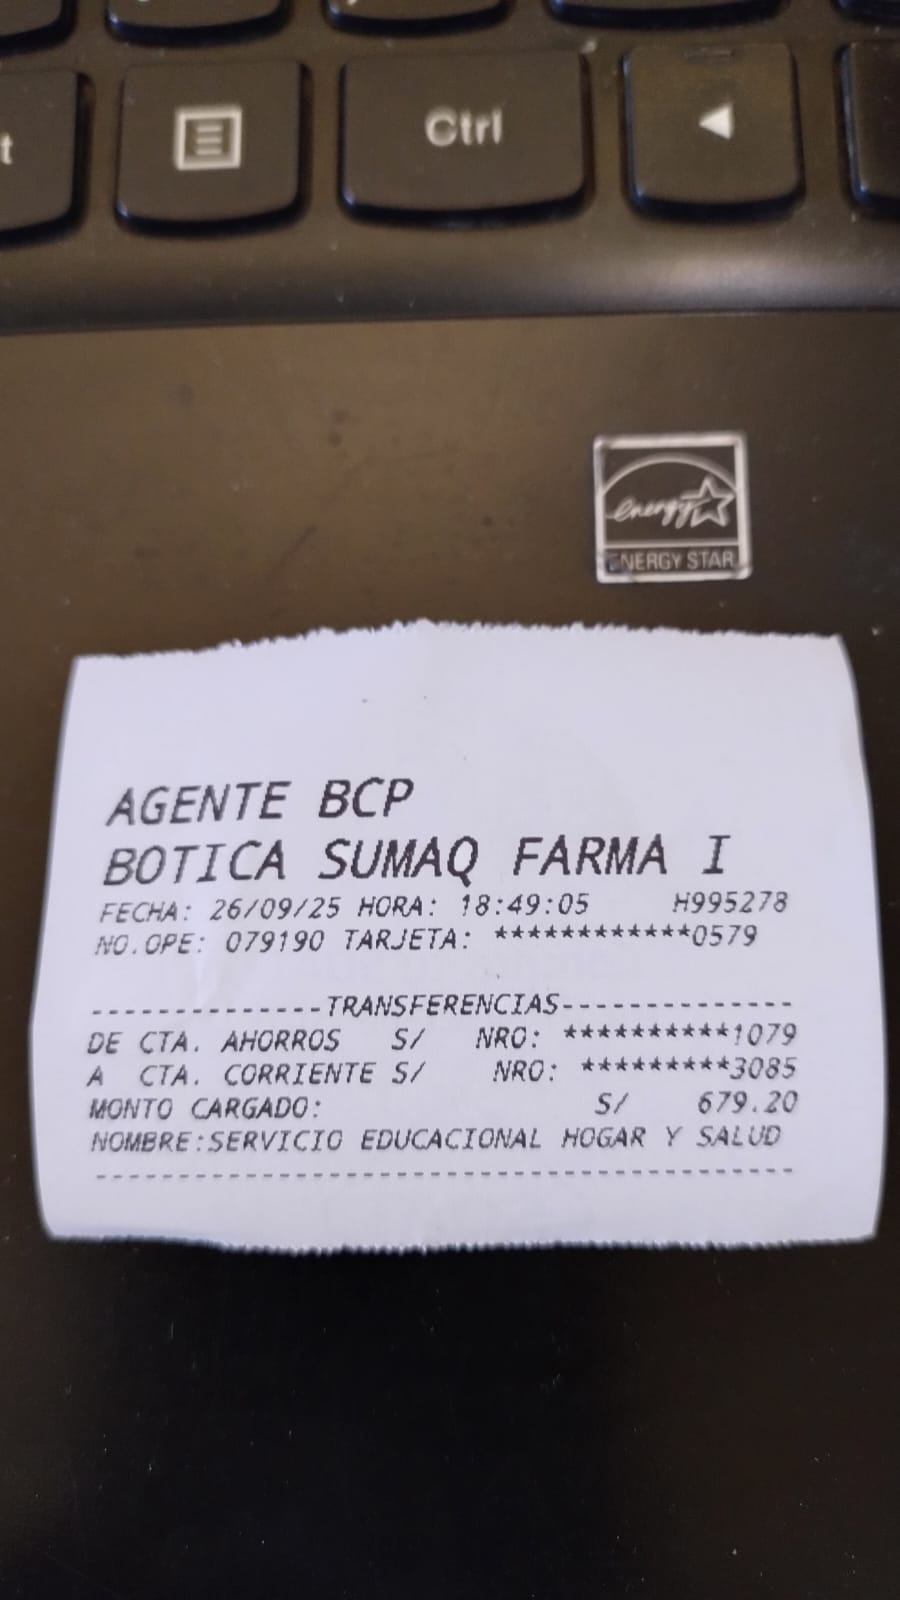 t
Ctrl
energy
ENERGY STAR
AGENTE BCP
BOTICA SUMAQ FARMA I
FECHA: 26/09/25 HORA: 18:49:05 H995278
NO.OPE: 079190 TARJETA: ************0579
--------------TRANSFERENCIAS--------------
DE CTA. AHORROS S/ NRO: **********1079
A CTA. CORRIENTE S/ NRO: *********3085
MONTO CARGADO: S/ 679.20
NOMBRE:SERVICIO EDUCACIONAL HOGAR Y SALUD
------------------------------------------